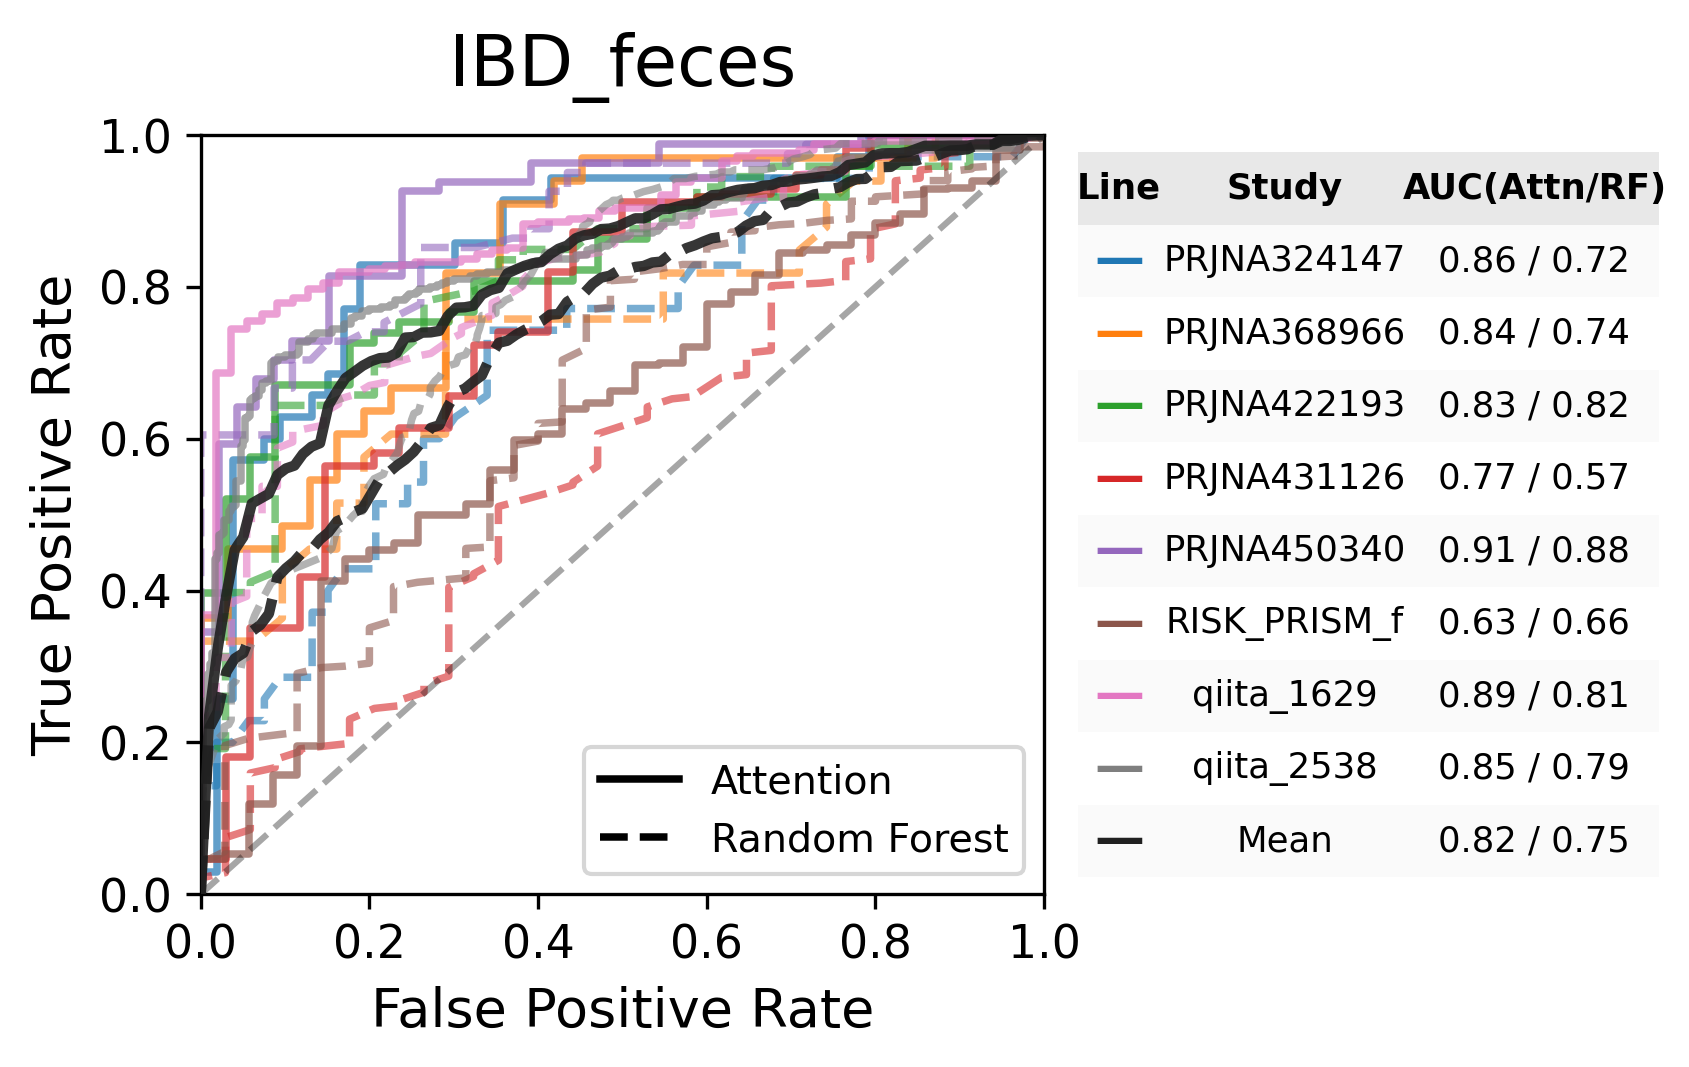 IBD_feces
True Positive Rate
1.0
0.8
0.6
0.4
0.2
0.0
0.0 0.2 0.4 0.6 0.8 1.0
False Positive Rate
Attention
Random Forest
Line Study AUC(Attn/RF)
PRJNA324147 0.86 / 0.72
PRJNA368966 0.84 / 0.74
PRJNA422193 0.83 / 0.82
PRJNA431126 0.77 / 0.57
PRJNA450340 0.91 / 0.88
RISK_PRISM_f 0.63 / 0.66
qiita_1629 0.89 / 0.81
qiita_2538 0.85 / 0.79
Mean 0.82 / 0.75